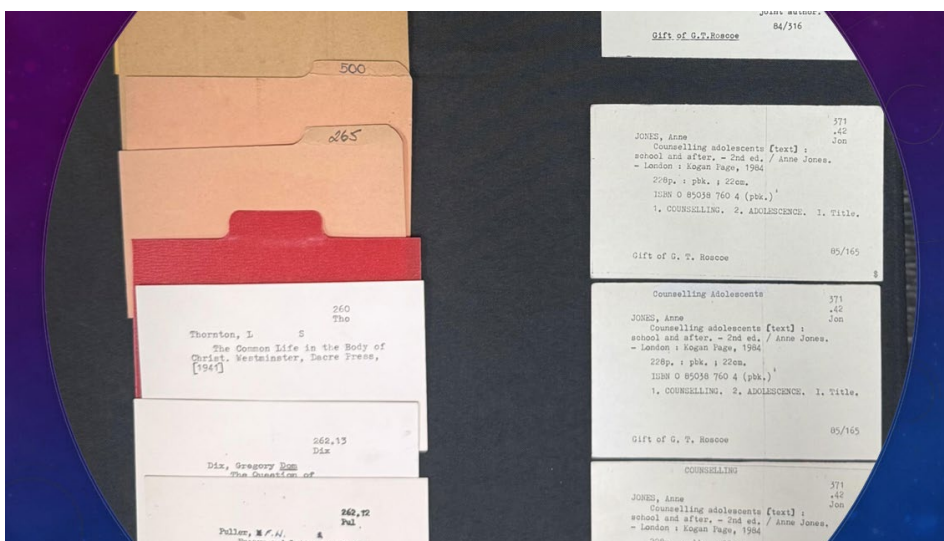 500
265
260
Tho
Thornton, L S
The Common Life in the Body of
Christ. Westminster, Dacre Press,
[1941]
262.13
Dix
Dix, Gregory Dom
The Question of
262.12
Pul
Puller, F.H.
joint author.
84/316
Gift of G.T.Roscoe
371
.42
Jon
JONES, Anne
Counselling adolescents [text] :
school and after. - 2nd ed. / Anne Jones.
- London : Kogan Page, 1984
228p. : pbk. ; 22cm.
ISBN 0 85038 760 4 (pbk.)
1. COUNSELLING. 2. ADOLESCENCE. I. Title.
85/165
Gift of G. T. Roscoe
$
Counselling Adolescents
371
.42
Jon
JONES, Anne
Counselling adolescents [text] :
school and after. - 2nd ed. / Anne Jones.
- London : Kogan Page, 1984
228p. : pbk. ; 22cm.
ISBN 0 85038 760 4 (pbk.)
1. COUNSELLING. 2. ADOLESCENCE. I. Title.
85/165
Gift of G. T. Roscoe
COUNSELLING
371
.42
Jon
JONES, Anne
Counselling adolescents [text] :
school and after. - 2nd ed. / Anne Jones.
- London : Kogan Page, 1984